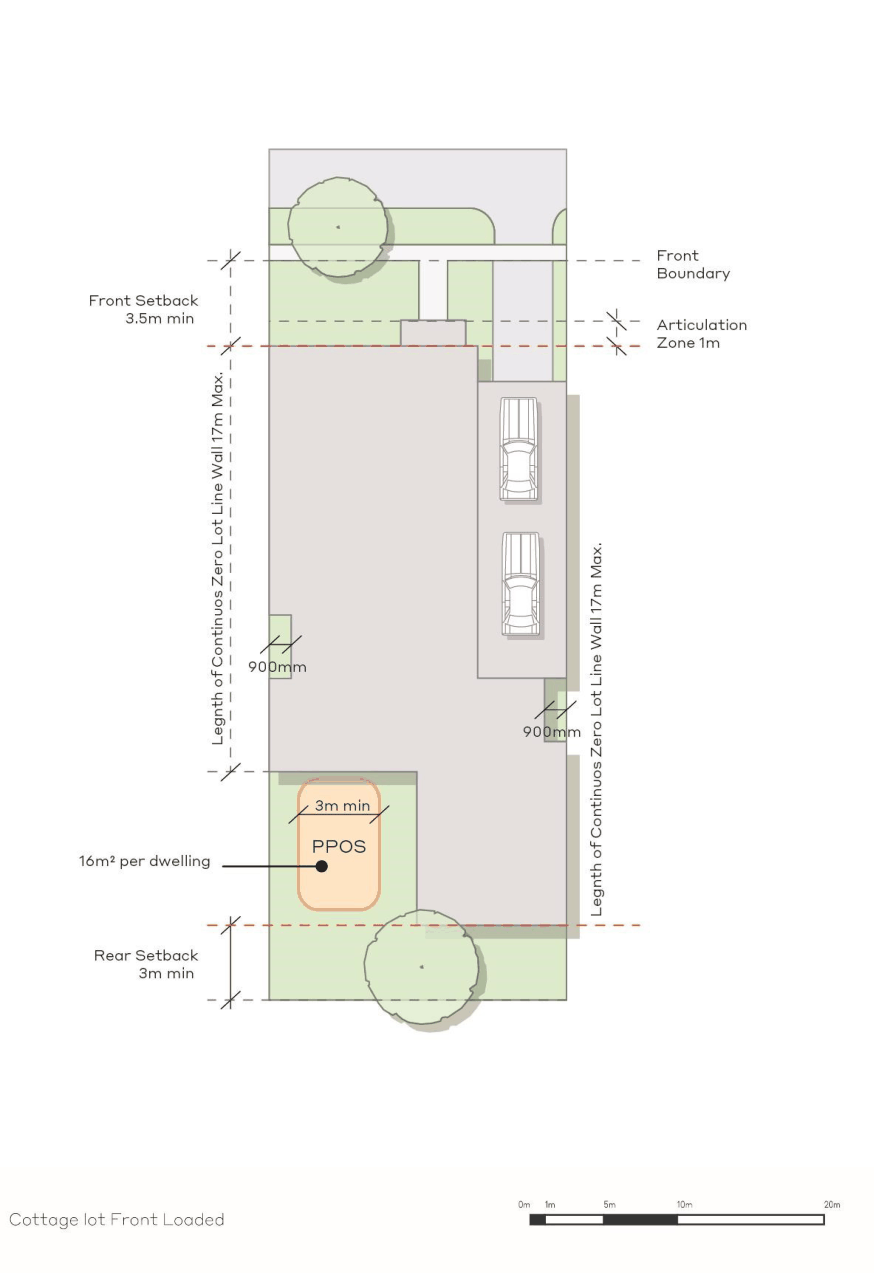 Front
Boundary
Front Setback
3.5m min
Articulation
Zone 1m
Legnth of Continuos Zero Lot Line Wall 17m Max.
900mm
Legnth of Continuos Zero Lot Line Wall 17m Max.
900mm
3m min
PPOS
16m² per dwelling
Rear Setback
3m min
0m 1m 5m 10m 20m
Cottage lot Front Loaded